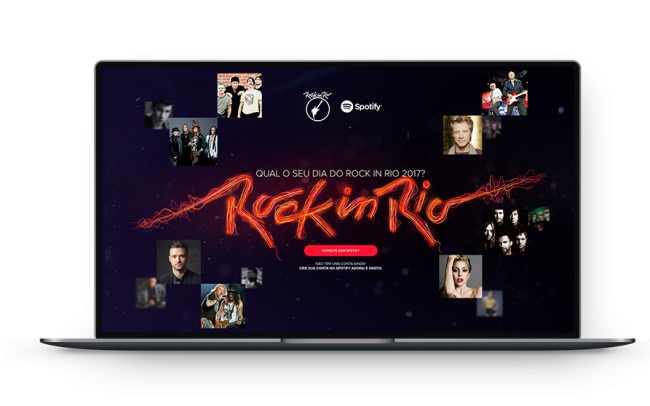 Rock in Rio
Spotify
QUAL O SEU DIA DO ROCK IN RIO 2017?
Rock in Rio
CONECTE COM SPOTIFY
NÃO TEM UMA CONTA AINDA?
CRIE SUA CONTA NO SPOTIFY AGORA! É GRÁTIS.